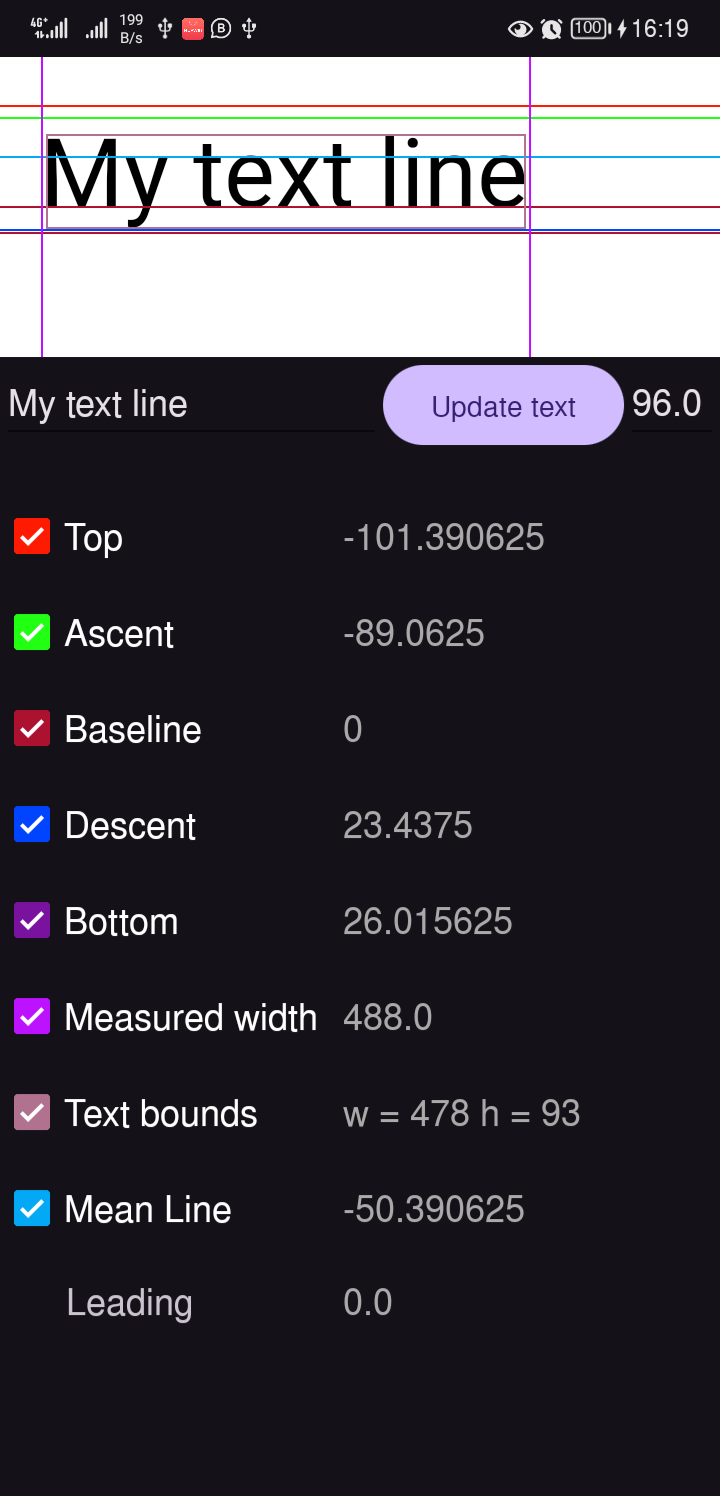 4G+ 199 B/s B 100 16:19
My text line
My text line Update text 96.0
Top -101.390625
Ascent -89.0625
Baseline 0
Descent 23.4375
Bottom 26.015625
Measured width 488.0
Text bounds w = 478 h = 93
Mean Line -50.390625
Leading 0.0